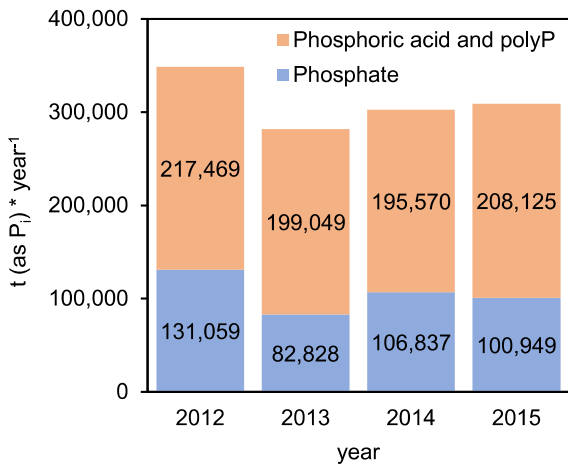 400,000
300,000
200,000
100,000
0
t (as Pi) * year-1
Phosphoric acid and polyP
Phosphate
217,469
199,049
195,570
208,125
131,059
82,828
106,837
100,949
2012 2013 2014 2015
year